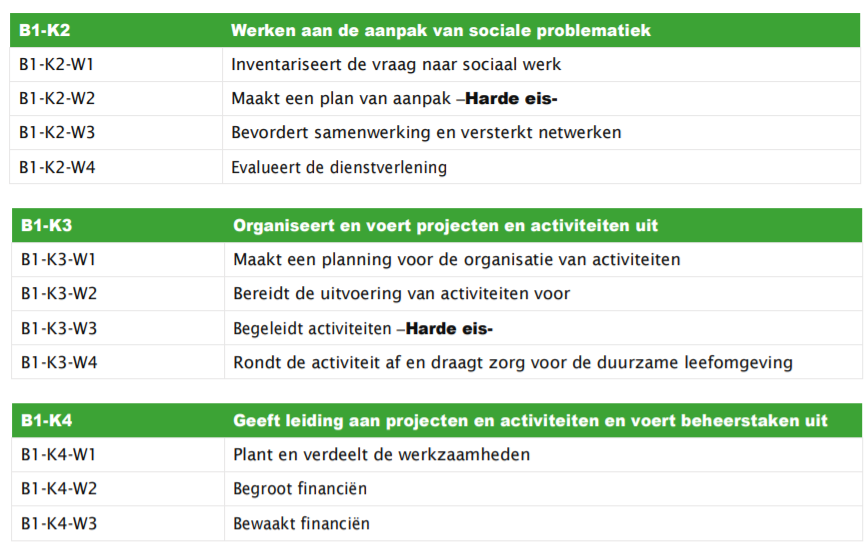 B1-K2 Werken aan de aanpak van sociale problematiek
B1-K2-W1 Inventariseert de vraag naar sociaal werk
B1-K2-W2 Maakt een plan van aanpak –Harde eis-
B1-K2-W3 Bevordert samenwerking en versterkt netwerken
B1-K2-W4 Evalueert de dienstverlening
B1-K3 Organiseert en voert projecten en activiteiten uit
B1-K3-W1 Maakt een planning voor de organisatie van activiteiten
B1-K3-W2 Bereidt de uitvoering van activiteiten voor
B1-K3-W3 Begeleidt activiteiten –Harde eis-
B1-K3-W4 Rondt de activiteit af en draagt zorg voor de duurzame leefomgeving
B1-K4 Geeft leiding aan projecten en activiteiten en voert beheerstaken uit
B1-K4-W1 Plant en verdeelt de werkzaamheden
B1-K4-W2 Begroot financiën
B1-K4-W3 Bewaakt financiën